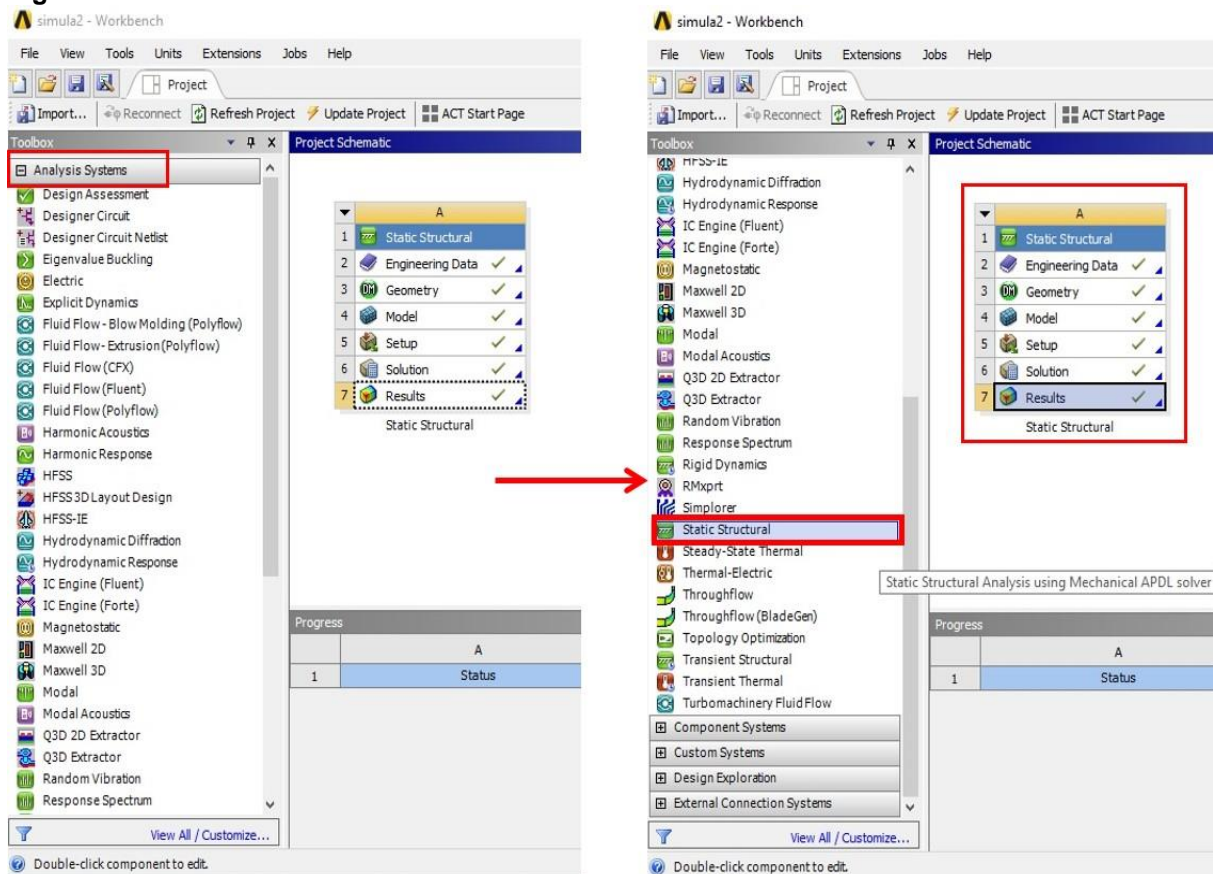 simula2 - Workbench
File View Tools Units Extensions Jobs Help
Project
Import... Reconnect Refresh Project Update Project ACT Start Page
Toolbox
Analysis Systems
Design Assessment
Designer Circuit
Designer Circuit Netlist
Eigenvalue Buckling
Electric
Explicit Dynamics
Fluid Flow - Blow Molding (Polyflow)
Fluid Flow - Extrusion (Polyflow)
Fluid Flow (CFX)
Fluid Flow (Fluent)
Fluid Flow (Polyflow)
Harmonic Acoustics
Harmonic Response
HFSS
HFSS 3D Layout Design
HFSS-IE
Hydrodynamic Diffraction
Hydrodynamic Response
IC Engine (Fluent)
IC Engine (Forte)
Magnetostatic
Maxwell 2D
Maxwell 3D
Modal
Modal Acoustics
Q3D 2D Extractor
Q3D Extractor
Random Vibration
Response Spectrum
View All / Customize...
Double-click component to edit.
Project Schematic
A
1 Static Structural
2 Engineering Data
3 Geometry
4 Model
5 Setup
6 Solution
7 Results
Static Structural
Progress
A
1 Status
simula2 - Workbench
File View Tools Units Extensions Jobs Help
Project
Import... Reconnect Refresh Project Update Project ACT Start Page
Toolbox
HFSS-IE
Hydrodynamic Diffraction
Hydrodynamic Response
IC Engine (Fluent)
IC Engine (Forte)
Magnetostatic
Maxwell 2D
Maxwell 3D
Modal
Modal Acoustics
Q3D 2D Extractor
Q3D Extractor
Random Vibration
Response Spectrum
Rigid Dynamics
RMxprt
Simplorer
Static Structural
Steady-State Thermal
Thermal-Electric
Throughflow
Throughflow (BladeGen)
Topology Optimization
Transient Structural
Transient Thermal
Turbomachinery Fluid Flow
Component Systems
Custom Systems
Design Exploration
External Connection Systems
View All / Customize...
Double-click component to edit.
Project Schematic
A
1 Static Structural
2 Engineering Data
3 Geometry
4 Model
5 Setup
6 Solution
7 Results
Static Structural
Static Structural Analysis using Mechanical APDL solver
Progress
A
1 Status